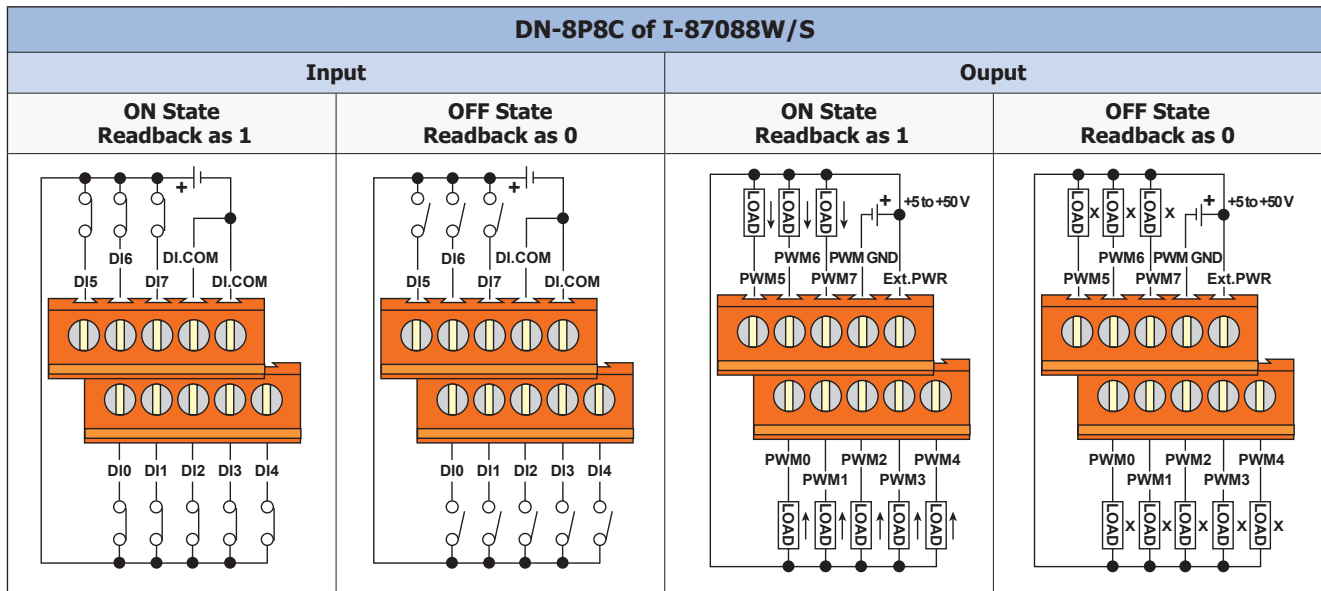 DN-8P8C of I-87088W/S
Input
Ouput
ON State
Readback as 1
OFF State
Readback as 0
ON State
Readback as 1
OFF State
Readback as 0
+
DI6
DI.COM
DI5
DI7
DI.COM
DI0
DI1
DI2
DI3
DI4
+
DI6
DI.COM
DI5
DI7
DI.COM
DI0
DI1
DI2
DI3
DI4
LOAD
LOAD
LOAD
+
+5 to +50 V
PWM6
PWM GND
PWM5
PWM7
Ext.PWR
PWM0
PWM2
PWM4
PWM1
PWM3
LOAD
LOAD
LOAD
LOAD
LOAD
LOAD
x
LOAD
x
LOAD
x
+
+5 to +50 V
PWM6
PWM GND
PWM5
PWM7
Ext.PWR
PWM0
PWM2
PWM4
PWM1
PWM3
LOAD
x
LOAD
x
LOAD
x
LOAD
x
LOAD
x